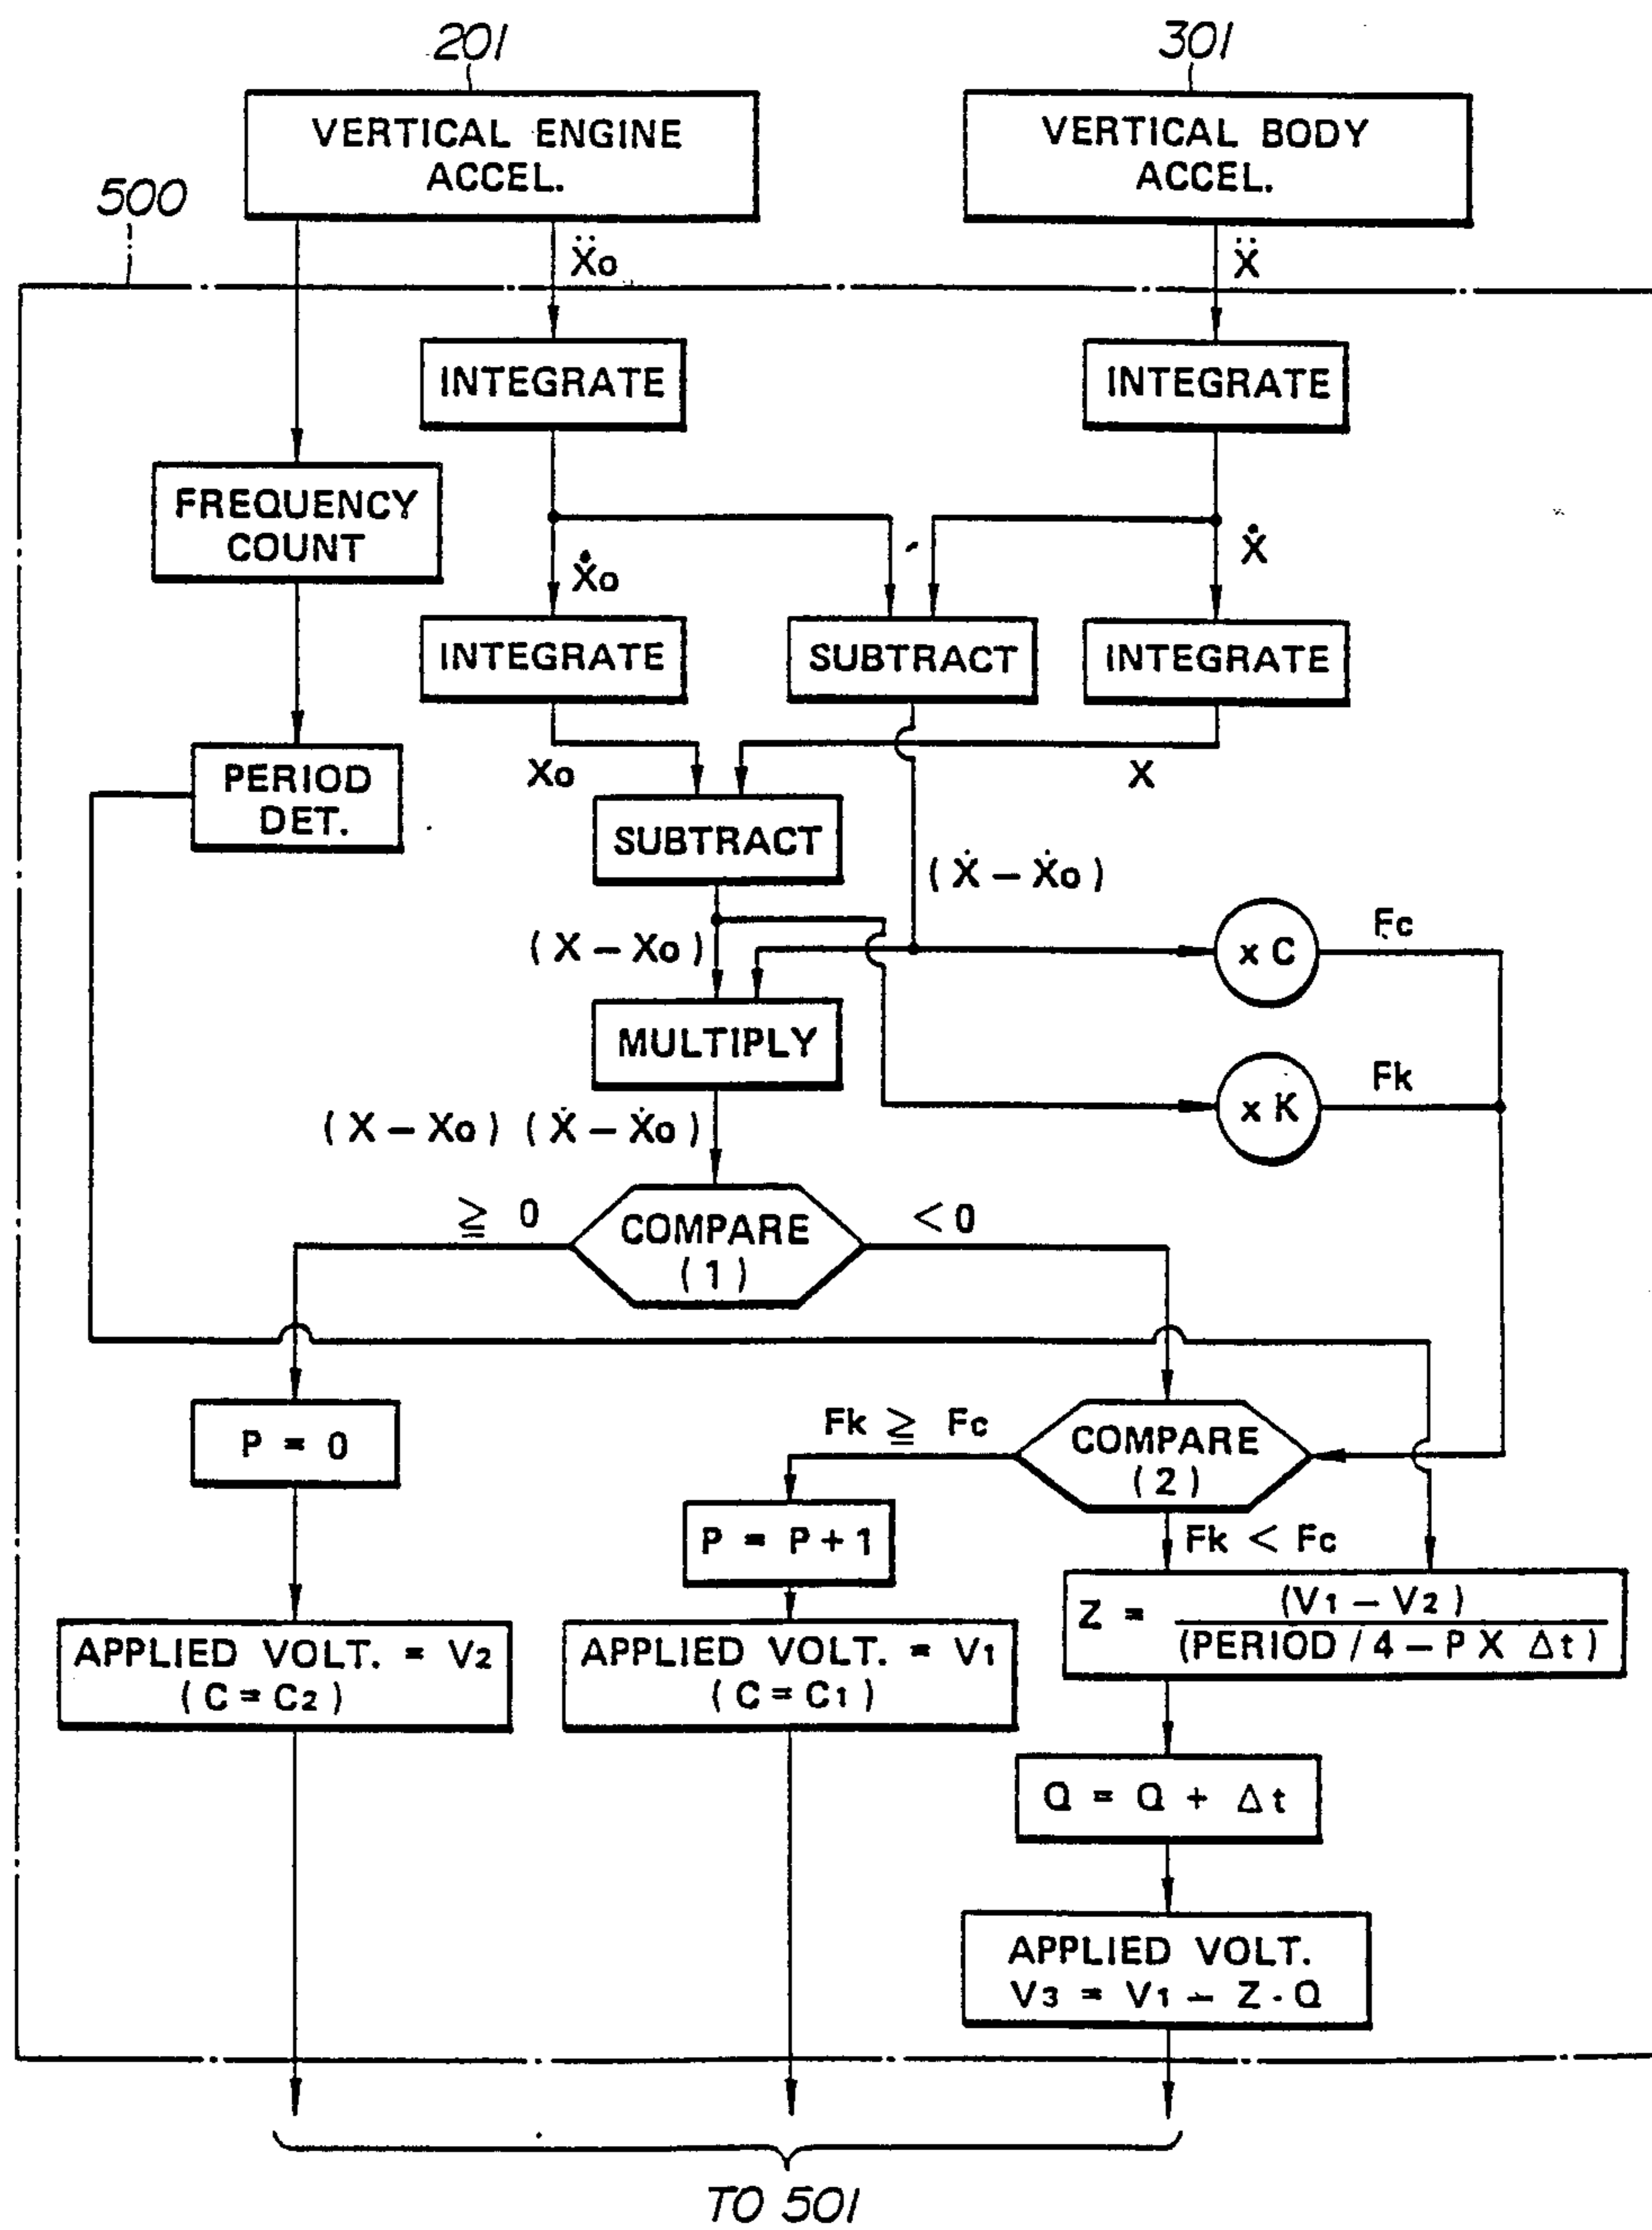 201
301
VERTICAL ENGINE
ACCEL.
VERTICAL BODY
ACCEL.
500
Ẍo
Ẍ
INTEGRATE
INTEGRATE
FREQUENCY
COUNT
Ẋo
Ẋ
INTEGRATE
SUBTRACT
INTEGRATE
PERIOD
DET.
Xo
X
SUBTRACT
(Ẋ – Ẋo)
(X – Xo)
x C
Fc
MULTIPLY
x K
Fk
(X – Xo) (Ẋ – Ẋo)
≧ 0
COMPARE
(1)
< 0
P = 0
Fk ≧ Fc
COMPARE
(2)
P = P + 1
Fk < Fc
Z = (V1 – V2) / (PERIOD / 4 – P X Δt)
APPLIED VOLT. = V2
(C = C2)
APPLIED VOLT. = V1
(C = C1)
Q = Q + Δt
APPLIED VOLT.
V3 = V1 – Z · Q
TO 501